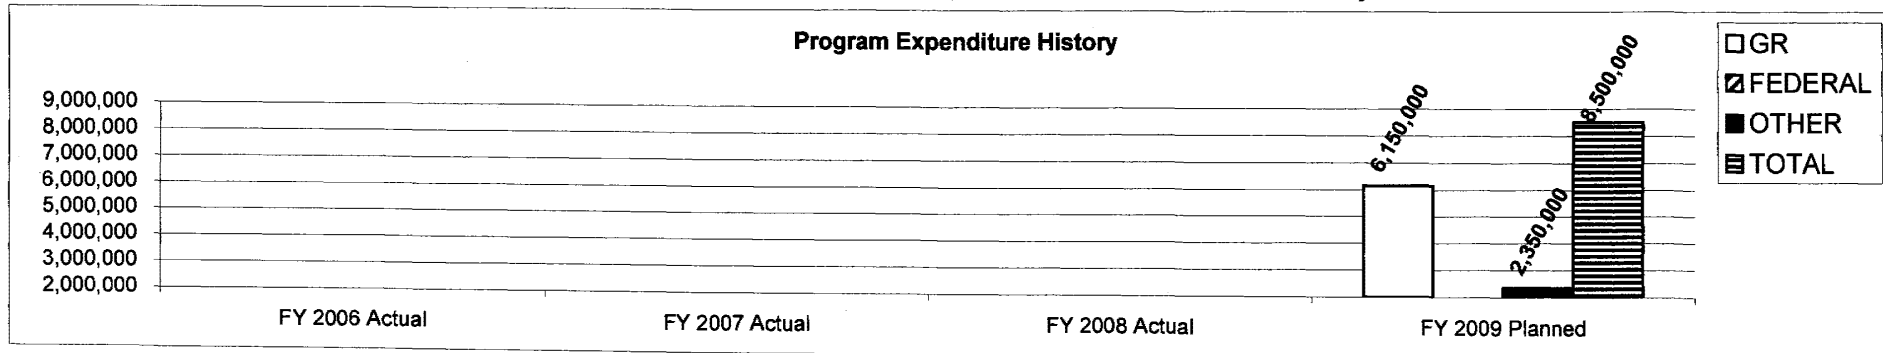 Program Expenditure History
9,000,000
8,000,000
7,000,000
6,000,000
5,000,000
4,000,000
3,000,000
2,000,000
6,150,000
2,350,000
8,500,000
FY 2006 Actual
FY 2007 Actual
FY 2008 Actual
FY 2009 Planned
GR
FEDERAL
OTHER
TOTAL